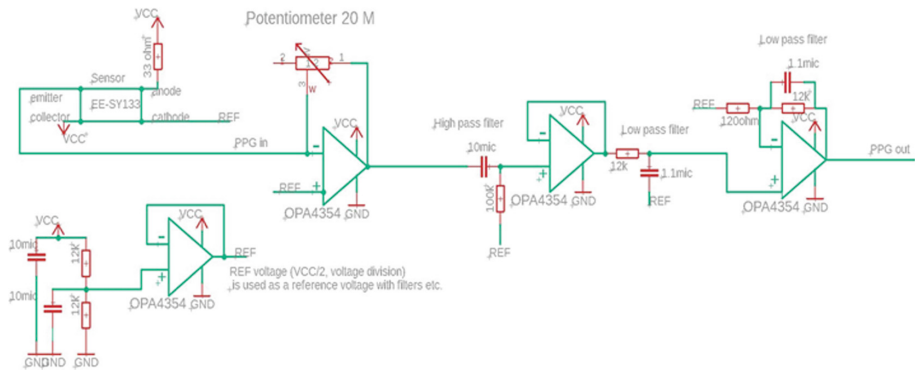 Potentiometer 20 M
VCC
33 ohm
Sensor
emitter
anode
EE-SY133
collector
cathode
REF
VCC
PPG in
2
1
3
W
VCC
REF
OPA4354
GND
High pass filter
10mic
100K
REF
VCC
OPA4354
GND
Low pass filter
12k
1.1mic
REF
Low pass filter
1.1mic
REF
120ohm
12k
VCC
PPG out
OPA4354
GND
VCC
10mic
12K
10mic
12K
GND
GND
GND
VCC
REF
OPA4354
GND
REF voltage (VCC/2, voltage division)
is used as a reference voltage with filters etc.